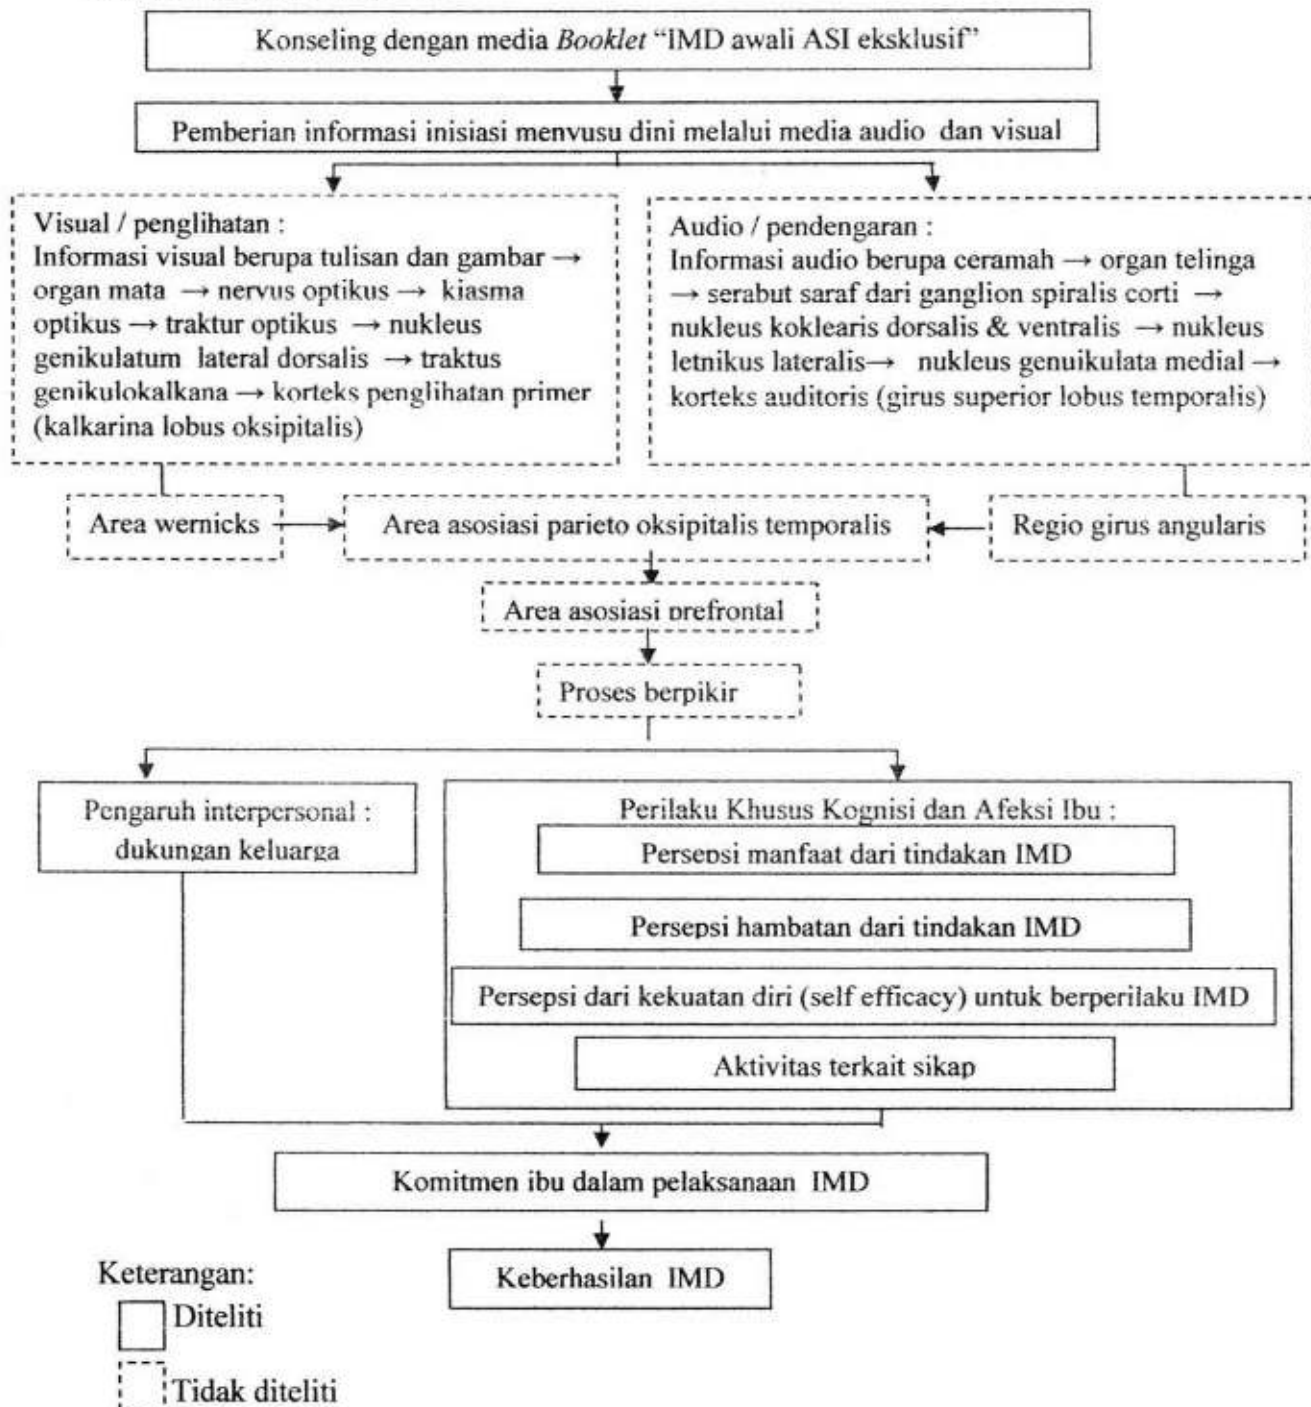 Konseling dengan media Booklet “IMD awali ASI eksklusif”
Pemberian informasi inisiasi menvusu dini melalui media audio dan visual
Visual / penglihatan :
Informasi visual berupa tulisan dan gambar →
organ mata → nervus optikus → kiasma
optikus → traktur optikus → nukleus
genikulatum lateral dorsalis → traktus
genikulokalkana → korteks penglihatan primer
(kalkarina lobus oksipitalis)
Audio / pendengaran :
Informasi audio berupa ceramah → organ telinga
→ serabut saraf dari ganglion spiralis corti →
nukleus koklearis dorsalis & ventralis → nukleus
letnikus lateralis→ nukleus genuikulata medial →
korteks auditoris (girus superior lobus temporalis)
Area wernicks
Area asosiasi parieto oksipitalis temporalis
Regio girus angularis
Area asosiasi prefrontal
Proses berpikir
Pengaruh interpersonal :
dukungan keluarga
Perilaku Khusus Kognisi dan Afeksi Ibu :
Persepsi manfaat dari tindakan IMD
Persepsi hambatan dari tindakan IMD
Persepsi dari kekuatan diri (self efficacy) untuk berperilaku IMD
Aktivitas terkait sikap
Komitmen ibu dalam pelaksanaan IMD
Keberhasilan IMD
Keterangan:
Diteliti
Tidak diteliti